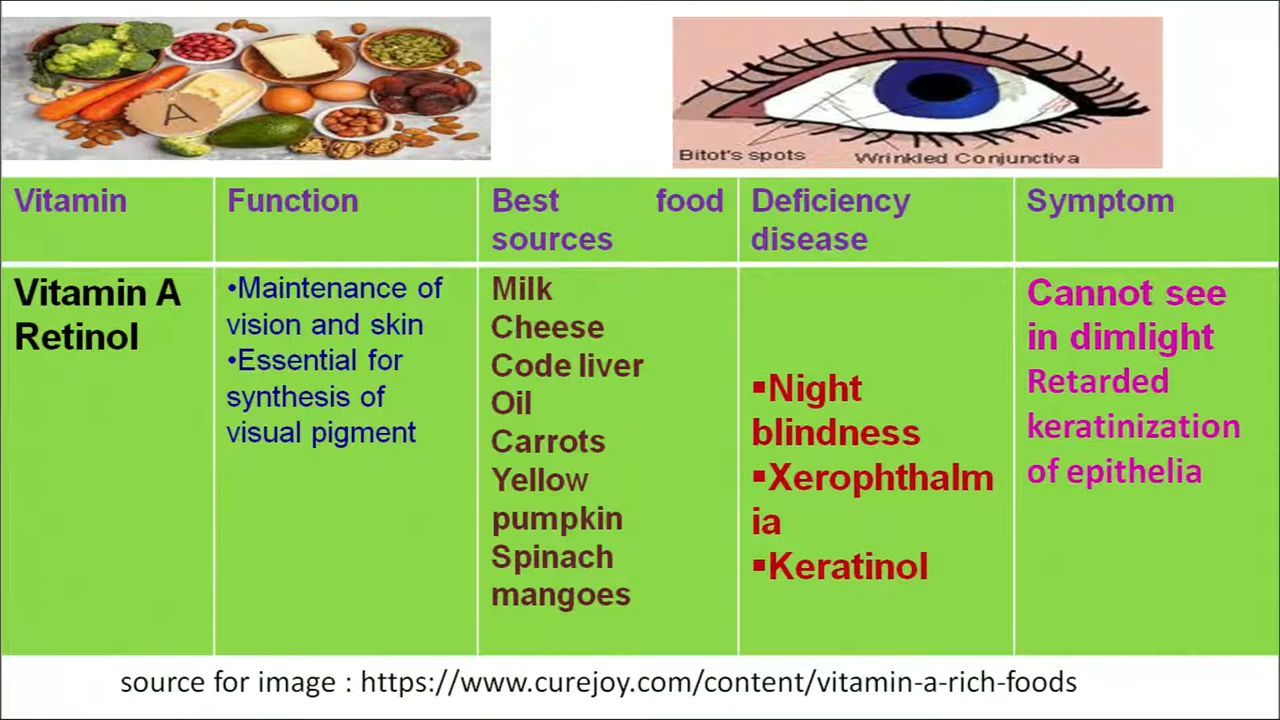 A
Bitot's spots
Wrinkled Conjunctiva
Vitamin
Function
Best food
sources
Deficiency
disease
Symptom
Vitamin A
Retinol
•Maintenance of
vision and skin
•Essential for
synthesis of
visual pigment
Milk
Cheese
Code liver
Oil
Carrots
Yellow
pumpkin
Spinach
mangoes
▪Night
blindness
▪Xerophthalm
ia
▪Keratinol
Cannot see
in dimlight
Retarded
keratinization
of epithelia
source for image : https://www.curejoy.com/content/vitamin-a-rich-foods